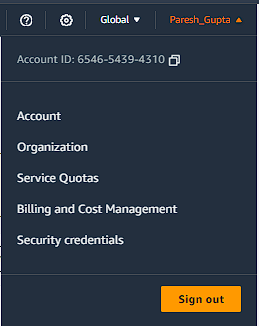 Global Paresh_Gupta
Account ID: 6546-5439-4310
Account
Organization
Service Quotas
Billing and Cost Management
Security credentials
Sign out